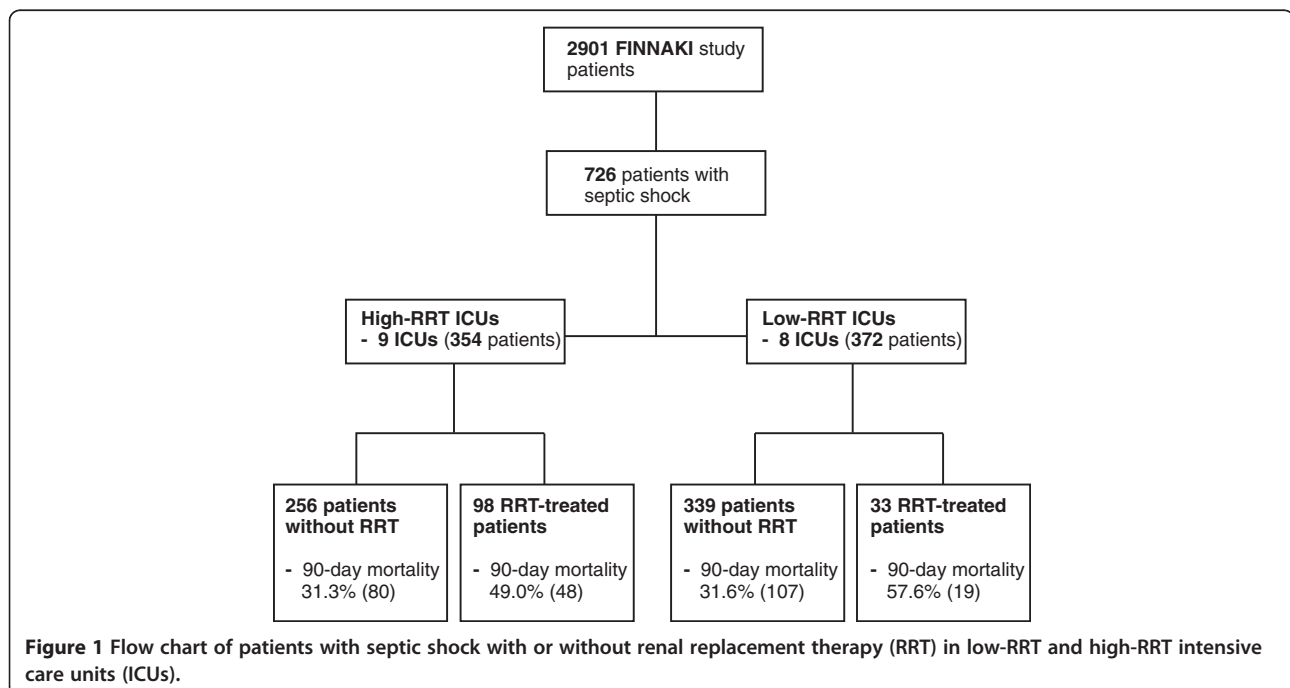 2901 FINNAKI study
patients
726 patients with
septic shock
High-RRT ICUs
- 9 ICUs (354 patients)
Low-RRT ICUs
- 8 ICUs (372 patients)
256 patients
without RRT
- 90-day mortality
31.3% (80)
98 RRT-treated
patients
- 90-day mortality
49.0% (48)
339 patients
without RRT
- 90-day mortality
31.6% (107)
33 RRT-treated
patients
- 90-day mortality
57.6% (19)
Figure 1 Flow chart of patients with septic shock with or without renal replacement therapy (RRT) in low-RRT and high-RRT intensive
care units (ICUs).